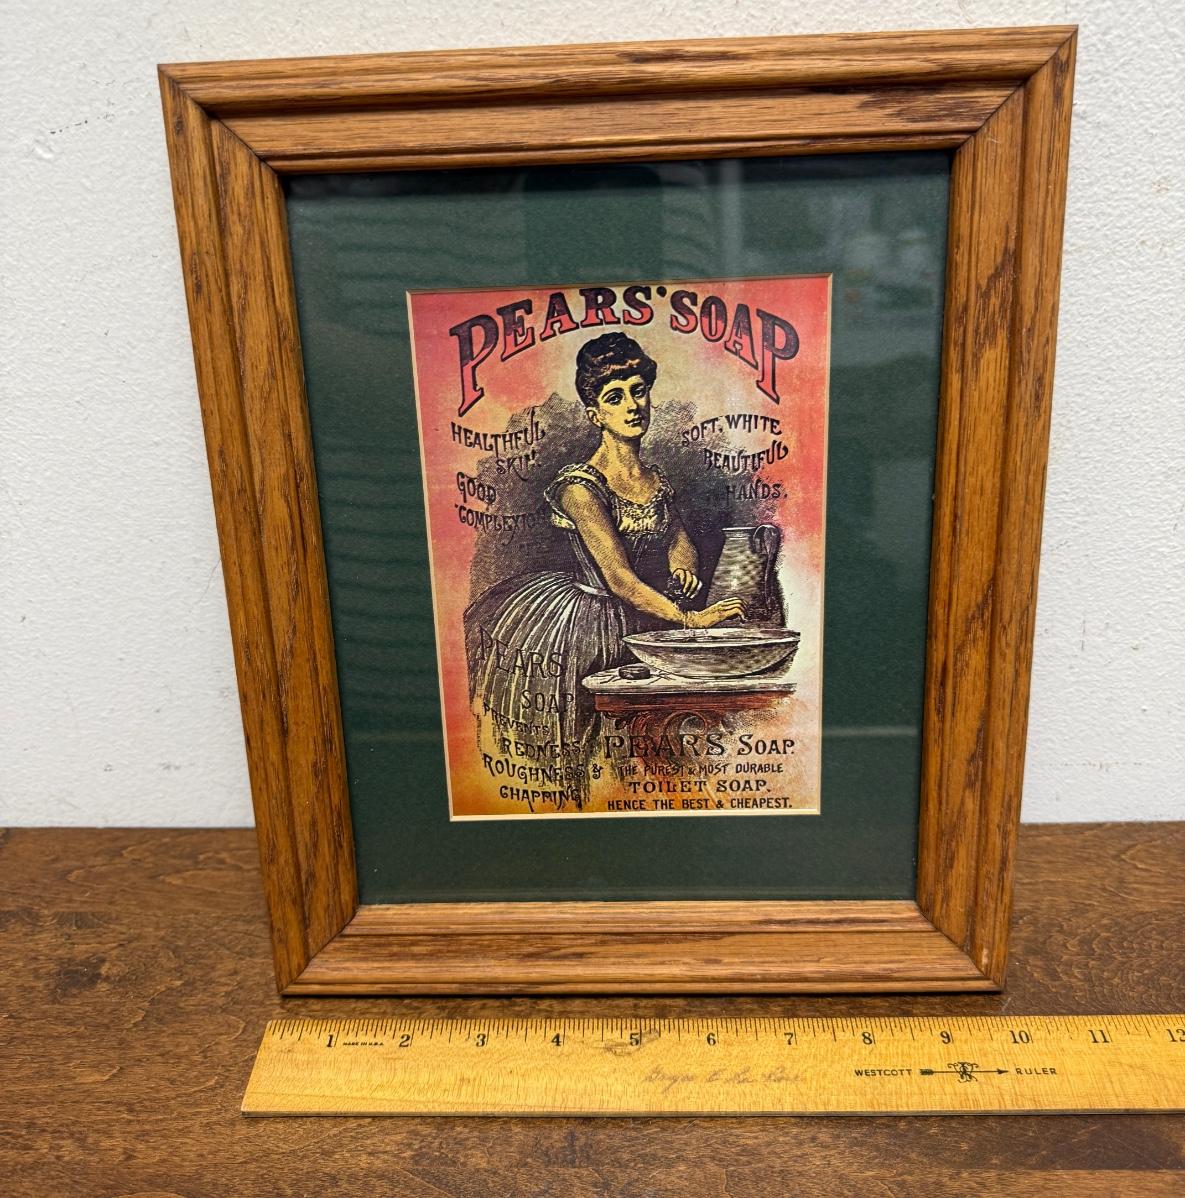 PEARS' SOAP
HEALTHFUL
SKIN.
GOOD
COMPLEXION
SOFT, WHITE
BEAUTIFUL
HANDS.
PEARS
SOAP
PREVENTS
REDNESS,
ROUGHNESS &
CHAPPING
PEARS SOAP.
THE PUREST & MOST DURABLE
TOILET SOAP.
HENCE THE BEST & CHEAPEST.
1 2 3 4 5 6 7 8 9 10 11 12
MADE IN U.S.A.
WESTCOTT RULER